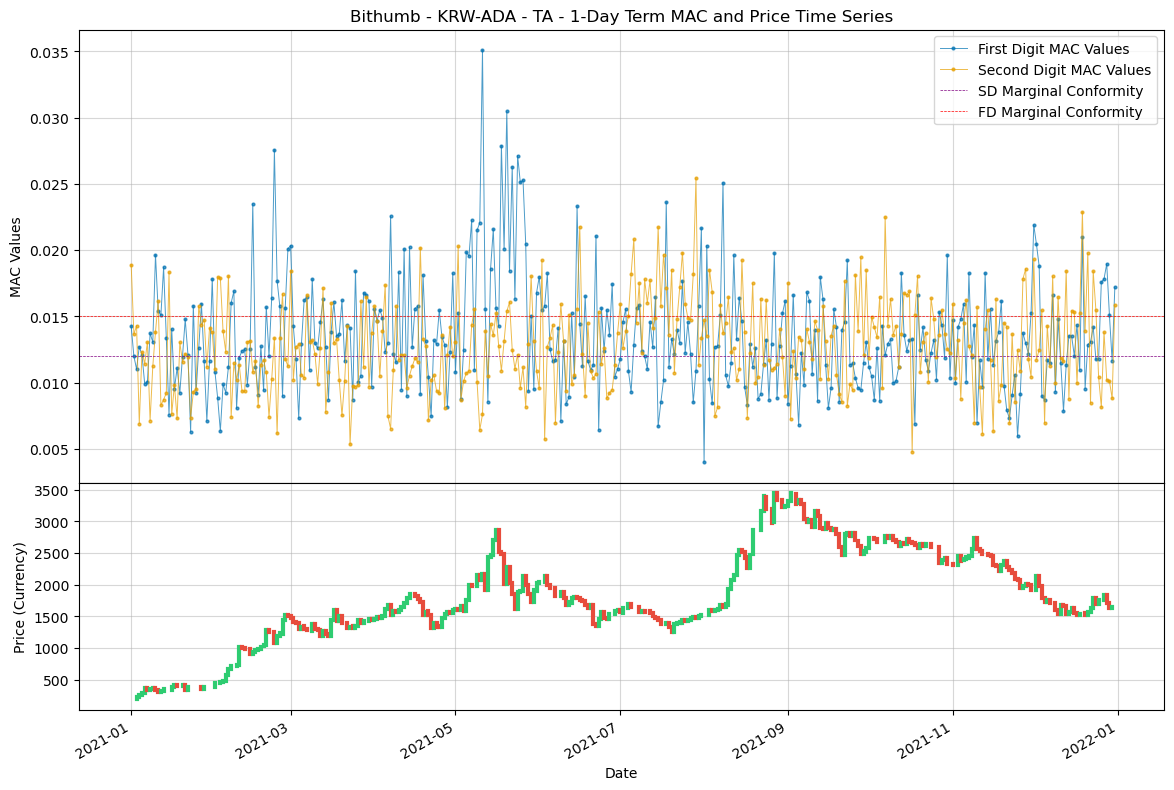 Bithumb - KRW-ADA - TA - 1-Day Term MAC and Price Time Series
First Digit MAC Values
Second Digit MAC Values
SD Marginal Conformity
FD Marginal Conformity
MAC Values
0.035
0.030
0.025
0.020
0.015
0.010
0.005
Price (Currency)
3500
3000
2500
2000
1500
1000
500
2021-01
2021-03
2021-05
2021-07
2021-09
2021-11
2022-01
Date